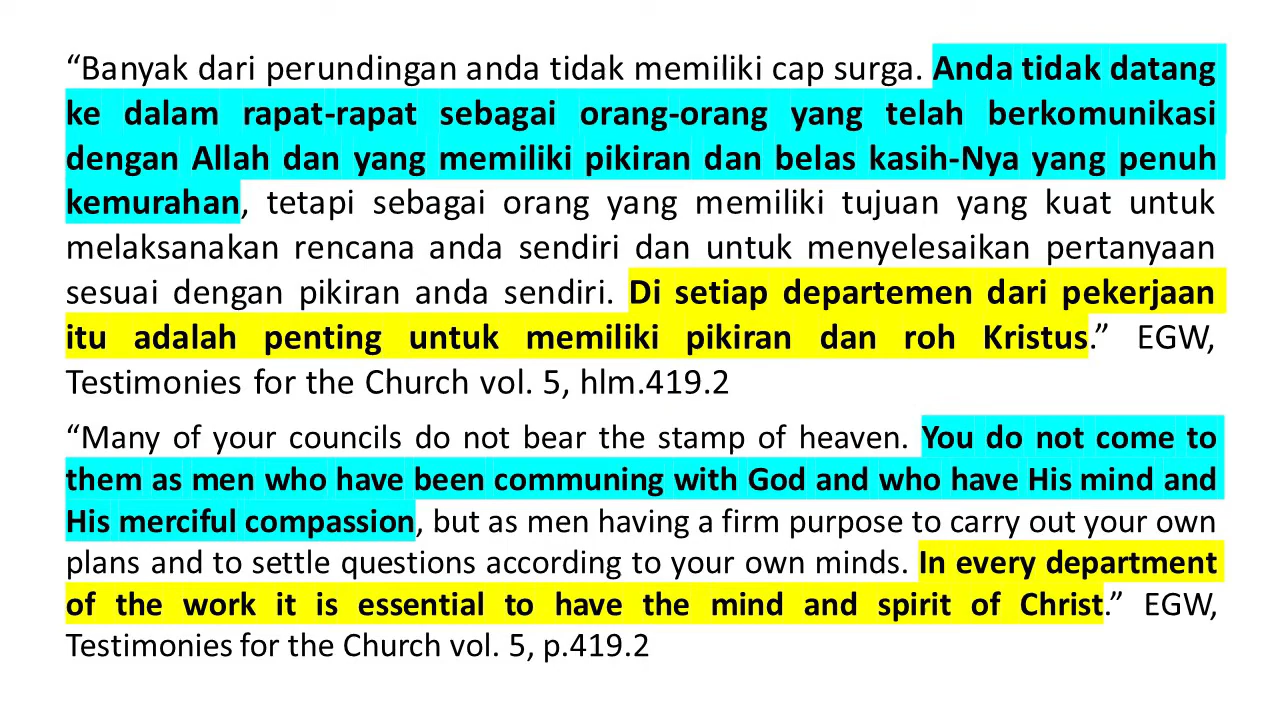 “Banyak dari perundingan anda tidak memiliki cap surga. Anda tidak datang
ke dalam rapat-rapat sebagai orang-orang yang telah berkomunikasi
dengan Allah dan yang memiliki pikiran dan belas kasih-Nya yang penuh
kemurahan, tetapi sebagai orang yang memiliki tujuan yang kuat untuk
melaksanakan rencana anda sendiri dan untuk menyelesaikan pertanyaan
sesuai dengan pikiran anda sendiri. Di setiap departemen dari pekerjaan
itu adalah penting untuk memiliki pikiran dan roh Kristus.” EGW,
Testimonies for the Church vol. 5, hlm.419.2
“Many of your councils do not bear the stamp of heaven. You do not come to
them as men who have been communing with God and who have His mind and
His merciful compassion, but as men having a firm purpose to carry out your own
plans and to settle questions according to your own minds. In every department
of the work it is essential to have the mind and spirit of Christ.” EGW,
Testimonies for the Church vol. 5, p.419.2